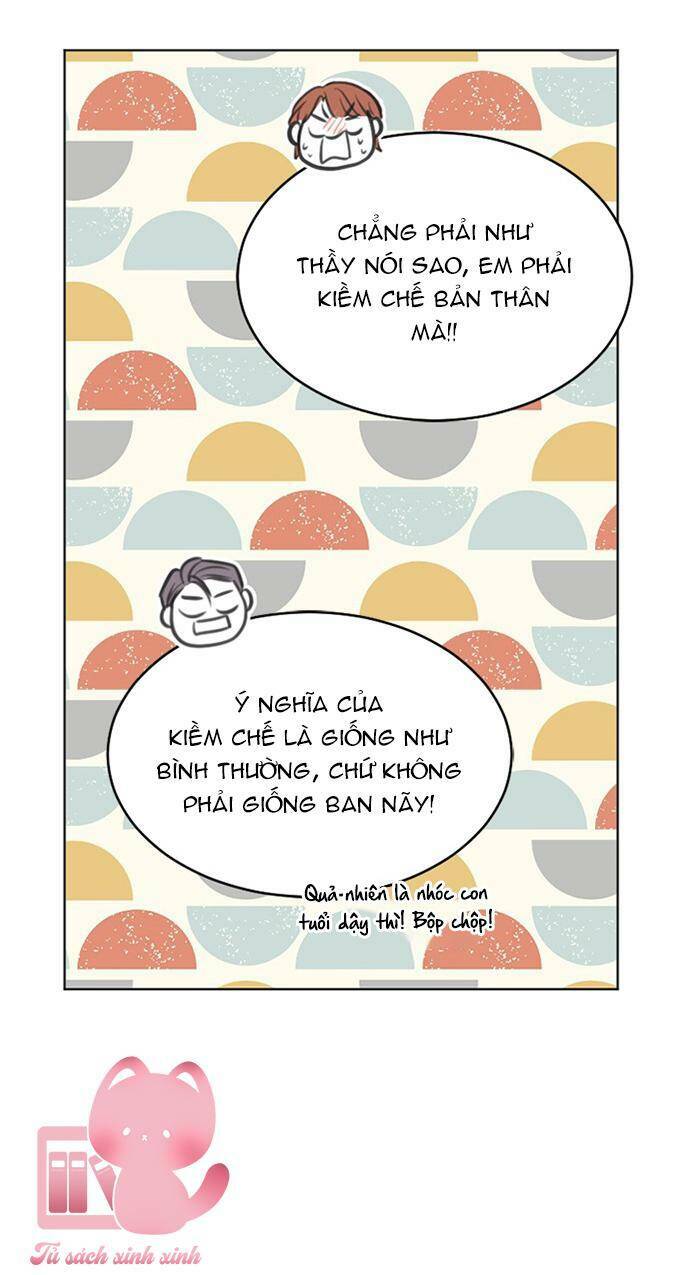 CHẲNG PHẢI NHƯ
THẦY NÓI SAO, EM PHẢI
KIỀM CHẾ BẢN THÂN
MÀ!!
Ý NGHĨA CỦA
KIỀM CHẾ LÀ GIỐNG NHƯ
BÌNH THƯỜNG, CHỨ KHÔNG
PHẢI GIỐNG BAN NÃY!
Quả nhiên là nhóc con
tuổi dậy thì! Bộp chộp!
Tủ sách xinh xinh